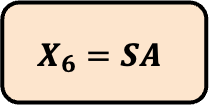 X₆ = SA